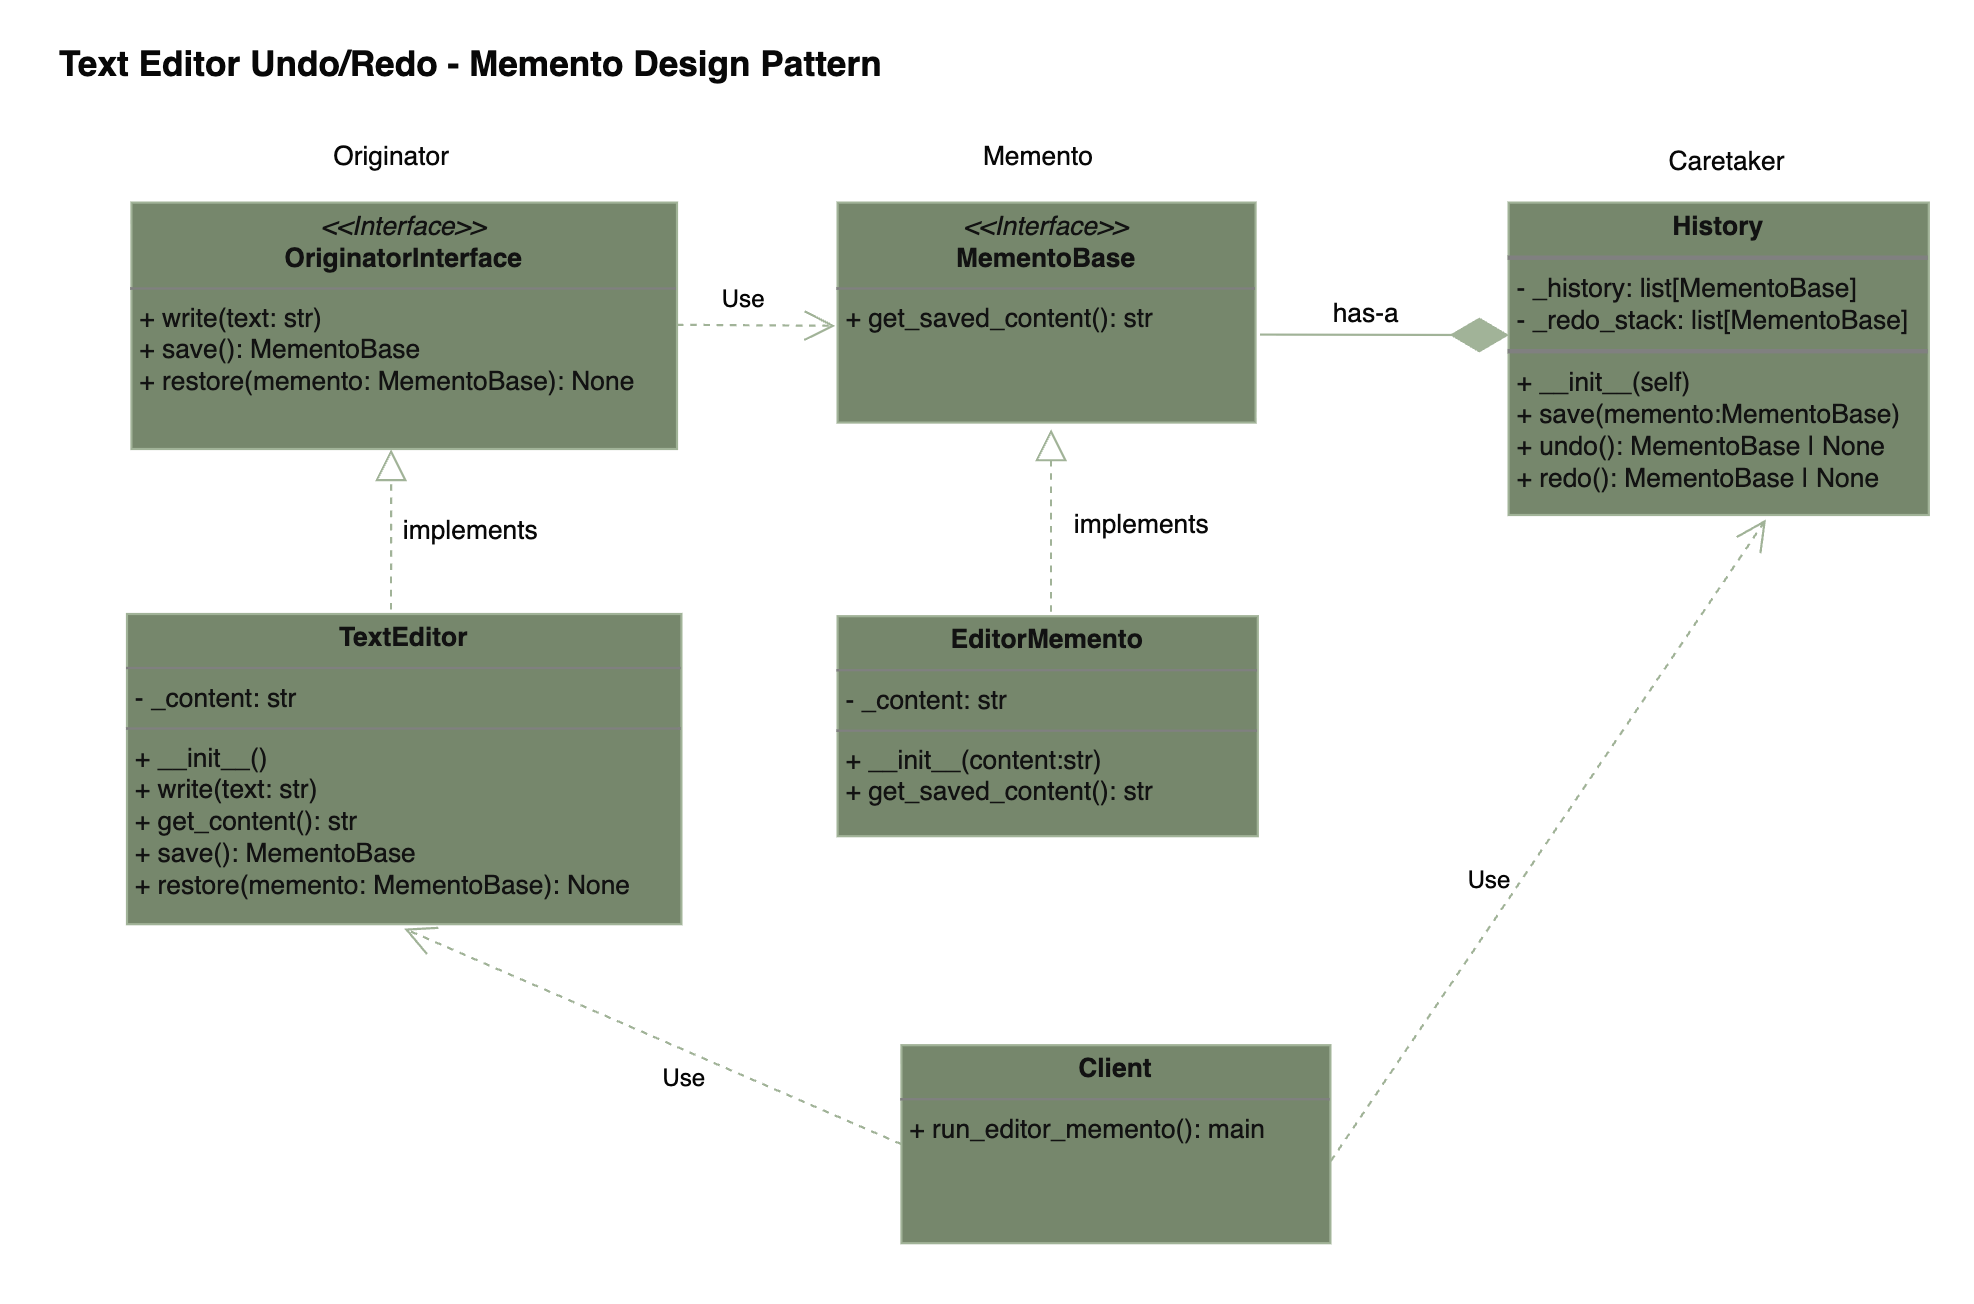 Text Editor Undo/Redo - Memento Design Pattern
Originator
<<Interface>>
OriginatorInterface
+ write(text: str)
+ save(): MementoBase
+ restore(memento: MementoBase): None
Use
Memento
<<Interface>>
MementoBase
+ get_saved_content(): str
has-a
Caretaker
History
- _history: list[MementoBase]
- _redo_stack: list[MementoBase]
+ __init__(self)
+ save(memento:MementoBase)
+ undo(): MementoBase | None
+ redo(): MementoBase | None
implements
implements
TextEditor
- _content: str
+ __init__()
+ write(text: str)
+ get_content(): str
+ save(): MementoBase
+ restore(memento: MementoBase): None
EditorMemento
- _content: str
+ __init__(content:str)
+ get_saved_content(): str
Use
Use
Client
+ run_editor_memento(): main